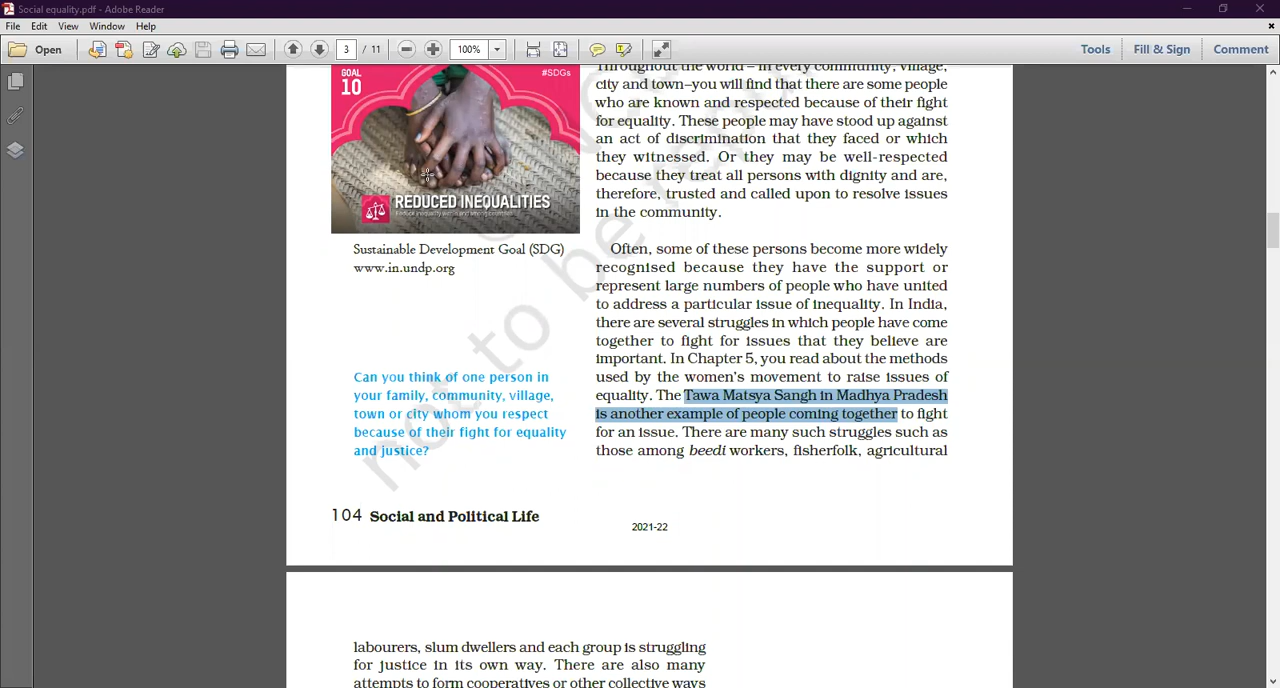 Social equality.pdf - Adobe Reader
File Edit View Window Help
Open 3 / 11 100% Tools Fill & Sign Comment
GOAL
10
#SDGs
REDUCED INEQUALITIES
Reduce inequality within and among countries
Sustainable Development Goal (SDG)
www.in.undp.org
Can you think of one person in
your family, community, village,
town or city whom you respect
because of their fight for equality
and justice?
Throughout the world – in every community, village,
city and town–you will find that there are some people
who are known and respected because of their fight
for equality. These people may have stood up against
an act of discrimination that they faced or which
they witnessed. Or they may be well-respected
because they treat all persons with dignity and are,
therefore, trusted and called upon to resolve issues
in the community.
Often, some of these persons become more widely
recognised because they have the support or
represent large numbers of people who have united
to address a particular issue of inequality. In India,
there are several struggles in which people have come
together to fight for issues that they believe are
important. In Chapter 5, you read about the methods
used by the women's movement to raise issues of
equality. The Tawa Matsya Sangh in Madhya Pradesh
is another example of people coming together to fight
for an issue. There are many such struggles such as
those among beedi workers, fisherfolk, agricultural
not to be
104 Social and Political Life
2021-22
labourers, slum dwellers and each group is struggling
for justice in its own way. There are also many
attempts to form cooperatives or other collective ways